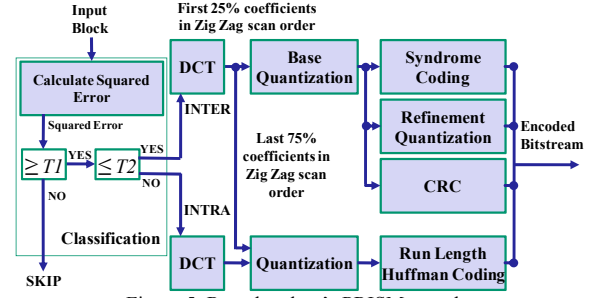 Input
Block
First 25% coefficients
in Zig Zag scan order
Calculate Squared
Error
DCT
Base
Quantization
Syndrome
Coding
INTER
Squared Error
Refinement
Quantization
Encoded
Bitstream
≥ T1
YES
≤ T2
YES
NO
NO
Last 75%
coefficients in
Zig Zag scan
order
CRC
INTRA
Classification
DCT
Quantization
Run Length
Huffman Coding
SKIP